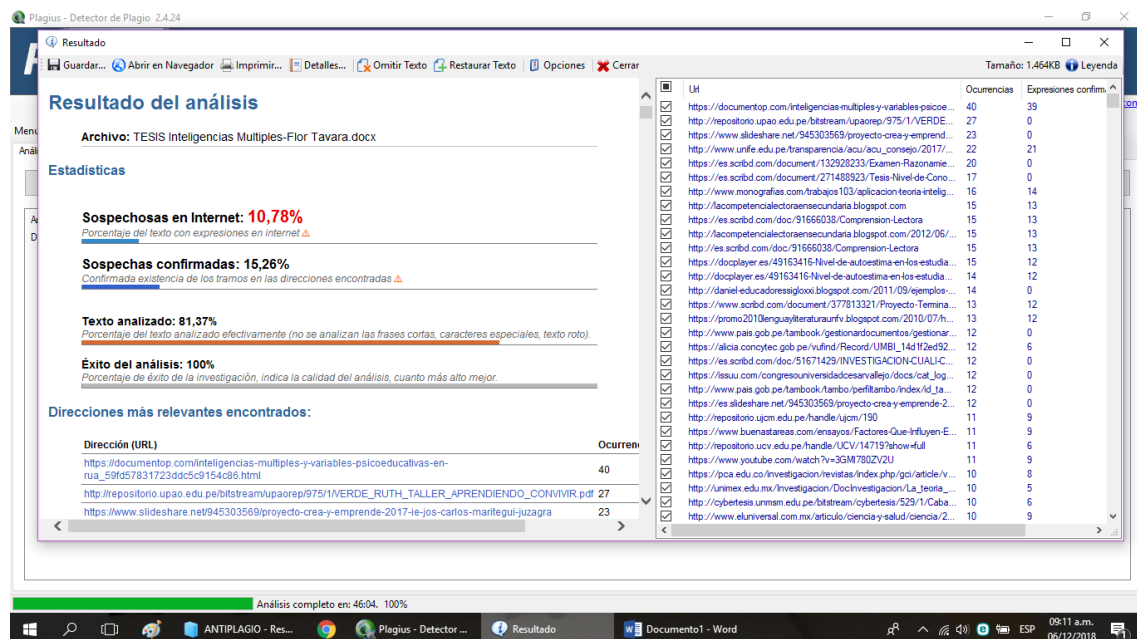 Plagius - Detector de Plagio 2.4.24
Resultado
Guardar... Abrir en Navegador Imprimir... Detalles... Omitir Texto Restaurar Texto Opciones Cerrar
Tamaño: 1.464KB Leyenda
Resultado del análisis
Archivo: TESIS Inteligencias Multiples-Flor Tavara.docx
Estadísticas
Sospechosas en Internet: 10,78%
Porcentaje del texto con expresiones en internet
Sospechas confirmadas: 15,26%
Confirmada existencia de los tramos en las direcciones encontradas
Texto analizado: 81,37%
Porcentaje del texto analizado efectivamente (no se analizan las frases cortas, caracteres especiales, texto roto).
Éxito del análisis: 100%
Porcentaje de éxito de la investigación, indica la calidad del análisis, cuanto más alto mejor.
Direcciones más relevantes encontrados:
Dirección (URL) Ocurren
https://documentop.com/inteligencias-multiples-y-variables-psicoeducativas-en-
rua_59fd57831723ddc5c9154c86.html 40
http://repositorio.upao.edu.pe/bitstream/upaorep/975/1/VERDE_RUTH_TALLER_APRENDIENDO_CONVIVIR.pdf 27
https://www.slideshare.net/945303569/proyecto-crea-y-emprende-2017-ie-jos-carlos-maritegui-juzagra 23
Url Ocurrencias Expresiones confirm
https://documentop.com/inteligencias-multiples-y-variables-psicoe... 40 39
http://repositorio.upao.edu.pe/bitstream/upaorep/975/1/VERDE... 27 0
https://www.slideshare.net/945303569/proyecto-crea-y-emprend... 23 0
http://www.unife.edu.pe/transparencia/acu/acu_consejo/2017/... 22 21
https://es.scribd.com/document/132928233/Examen-Razonamie... 20 0
https://es.scribd.com/document/271488923/Tesis-Nivel-de-Cono... 17 0
http://www.monografias.com/trabajos103/aplicacion-teoria-intelig... 16 14
http://lacompetencialectoraensecundaria.blogspot.com 15 13
https://es.scribd.com/doc/91666038/Comprension-Lectora 15 13
http://lacompetencialectoraensecundaria.blogspot.com/2012/06/... 15 13
http://es.scribd.com/doc/91666038/Comprension-Lectora 15 13
https://docplayer.es/49163416-Nivel-de-autoestima-en-los-estudia... 15 12
http://docplayer.es/49163416-Nivel-de-autoestima-en-los-estudia... 14 12
http://daniel-educadoressigloxxi.blogspot.com/2011/09/ejemplos-... 14 0
https://www.scribd.com/document/377813321/Proyecto-Termina... 13 12
https://promo2010lenguayliteraturaunfv.blogspot.com/2010/07/h... 13 12
http://www.pais.gob.pe/tambook/gestionardocumentos/gestionar... 12 0
https://alicia.concytec.gob.pe/vufind/Record/UMBI_14d1f2ed92... 12 6
https://es.scribd.com/doc/51671429/INVESTIGACION-CUALI-C... 12 0
https://issuu.com/congresouniversidadcesarvallejo/docs/cat_log... 12 0
http://www.pais.gob.pe/tambook/tambo/perfiltambo/index/id_ta... 12 0
https://es.slideshare.net/945303569/proyecto-crea-y-emprende-2... 12 0
http://repositorio.ujcm.edu.pe/handle/ujcm/190 11 9
https://www.buenastareas.com/ensayos/Factores-Que-Influyen-E... 11 9
http://repositorio.ucv.edu.pe/handle/UCV/14719?show=full 11 6
https://www.youtube.com/watch?v=3GMI780ZV2U 11 9
https://pca.edu.co/investigacion/revistas/index.php/gci/article/v... 10 8
http://unimex.edu.mx/Investigacion/DocInvestigacion/La_teoria_... 10 5
http://cybertesis.unmsm.edu.pe/bitstream/cybertesis/529/1/Caba... 10 6
http://www.eluniversal.com.mx/articulo/ciencia-y-salud/ciencia/2... 10 9
Análisis completo en: 46:04. 100%
ANTIPLAGIO - Res... Plagius - Detector ... Resultado Documento1 - Word ESP 09:11 a.m.
06/12/2018